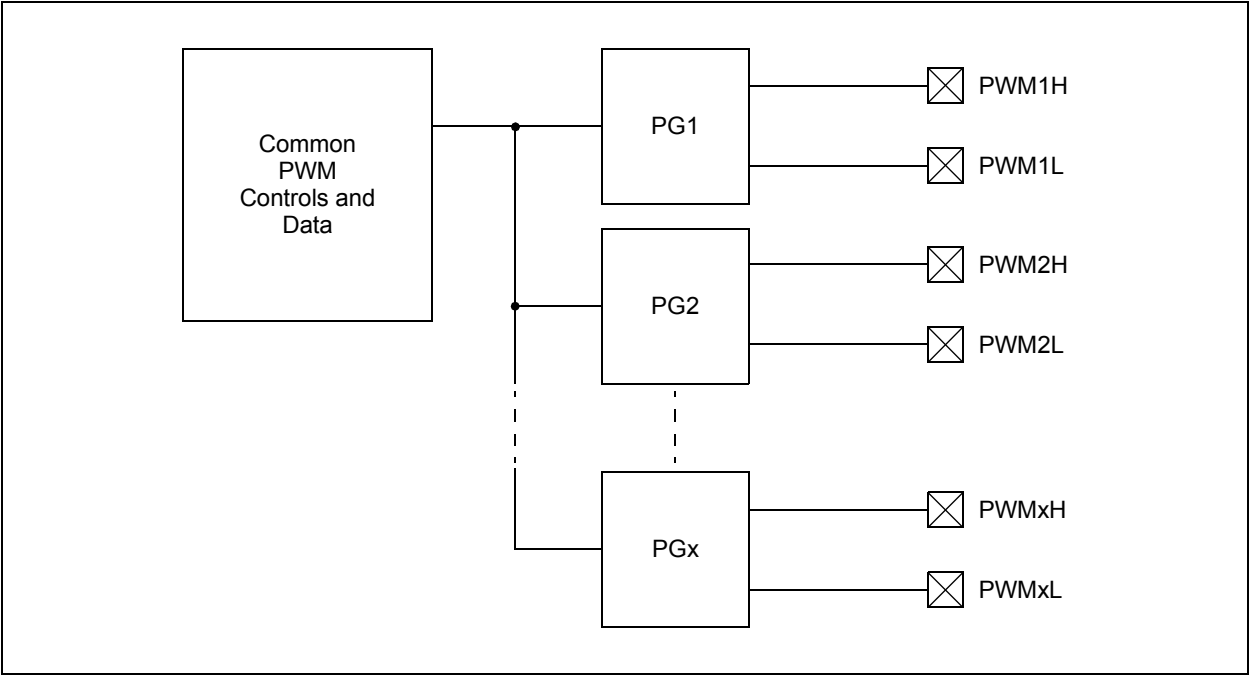 Common
PWM
Controls and
Data
PG1
PWM1H
PWM1L
PG2
PWM2H
PWM2L
PGx
PWMxH
PWMxL